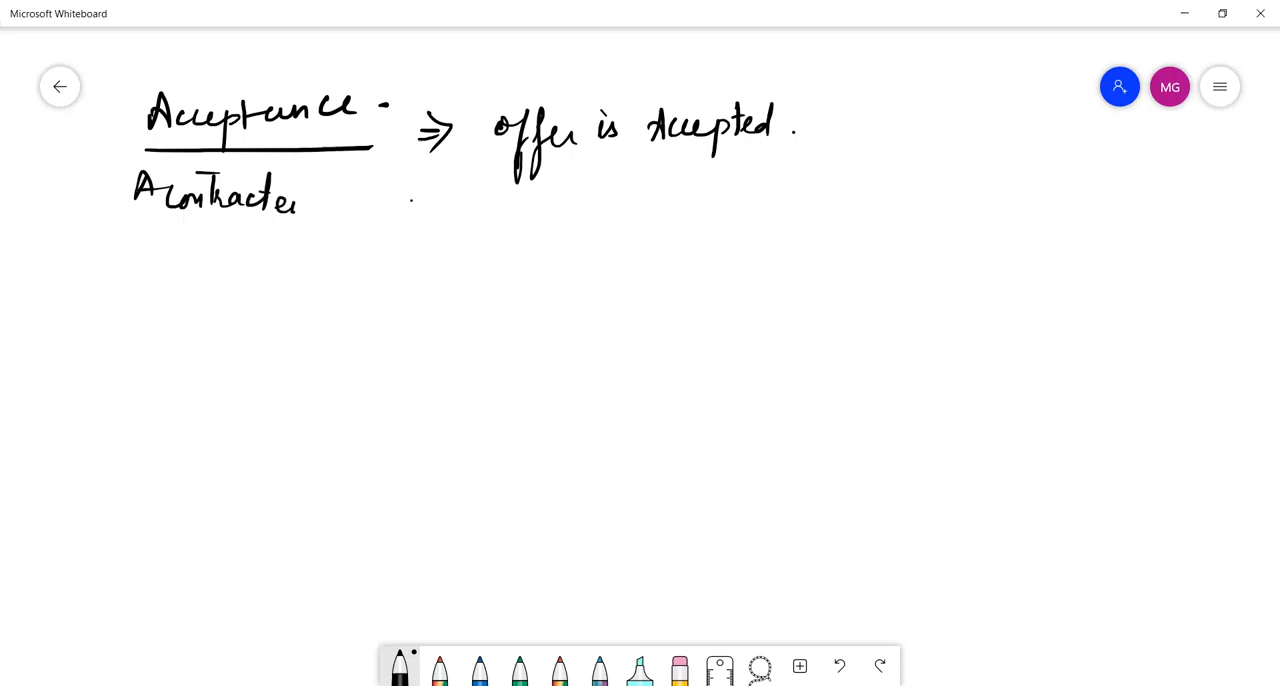 Microsoft Whiteboard
MG
Acceptance. ⇒ offer is Accepted.
A contracter